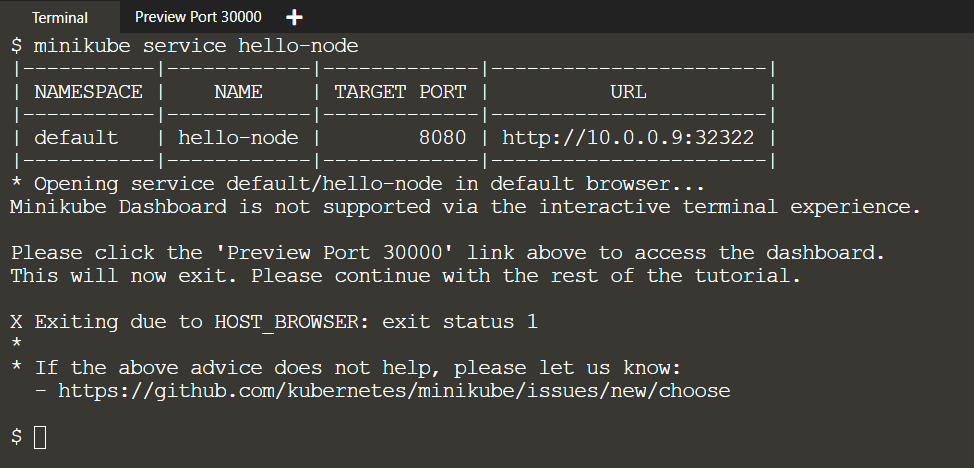 Terminal Preview Port 30000 +
$ minikube service hello-node
|-----------|------------|-------------|------------------------|
| NAMESPACE |    NAME    | TARGET PORT |          URL           |
|-----------|------------|-------------|------------------------|
| default   | hello-node |        8080 | http://10.0.0.9:32322 |
|-----------|------------|-------------|------------------------|
* Opening service default/hello-node in default browser...
Minikube Dashboard is not supported via the interactive terminal experience.
Please click the 'Preview Port 30000' link above to access the dashboard.
This will now exit. Please continue with the rest of the tutorial.
X Exiting due to HOST_BROWSER: exit status 1
*
* If the above advice does not help, please let us know:
  - https://github.com/kubernetes/minikube/issues/new/choose
$